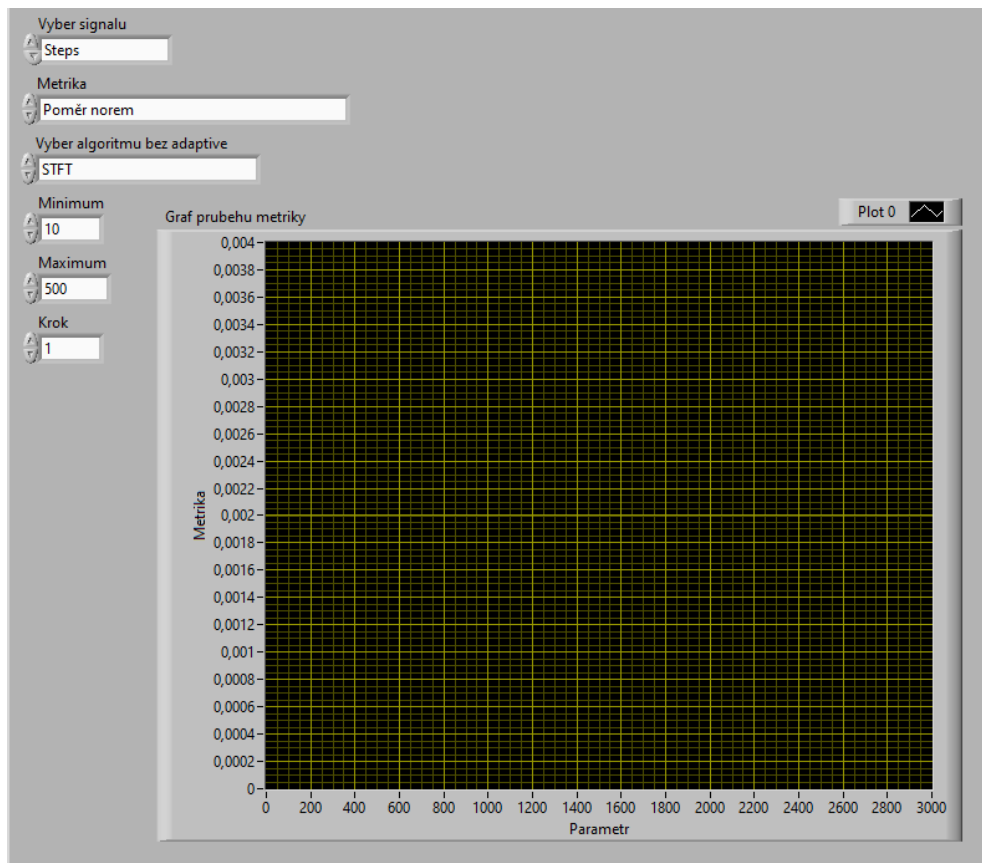 Vyber signalu
Steps
Metrika
Poměr norem
Vyber algoritmu bez adaptive
STFT
Minimum
10
Maximum
500
Krok
1
Graf prubehu metriky
Plot 0
0,004
0,0038
0,0036
0,0034
0,0032
0,003
0,0028
0,0026
0,0024
0,0022
0,002
0,0018
0,0016
0,0014
0,0012
0,001
0,0008
0,0006
0,0004
0,0002
0
Metrika
0 200 400 600 800 1000 1200 1400 1600 1800 2000 2200 2400 2600 2800 3000
Parametr